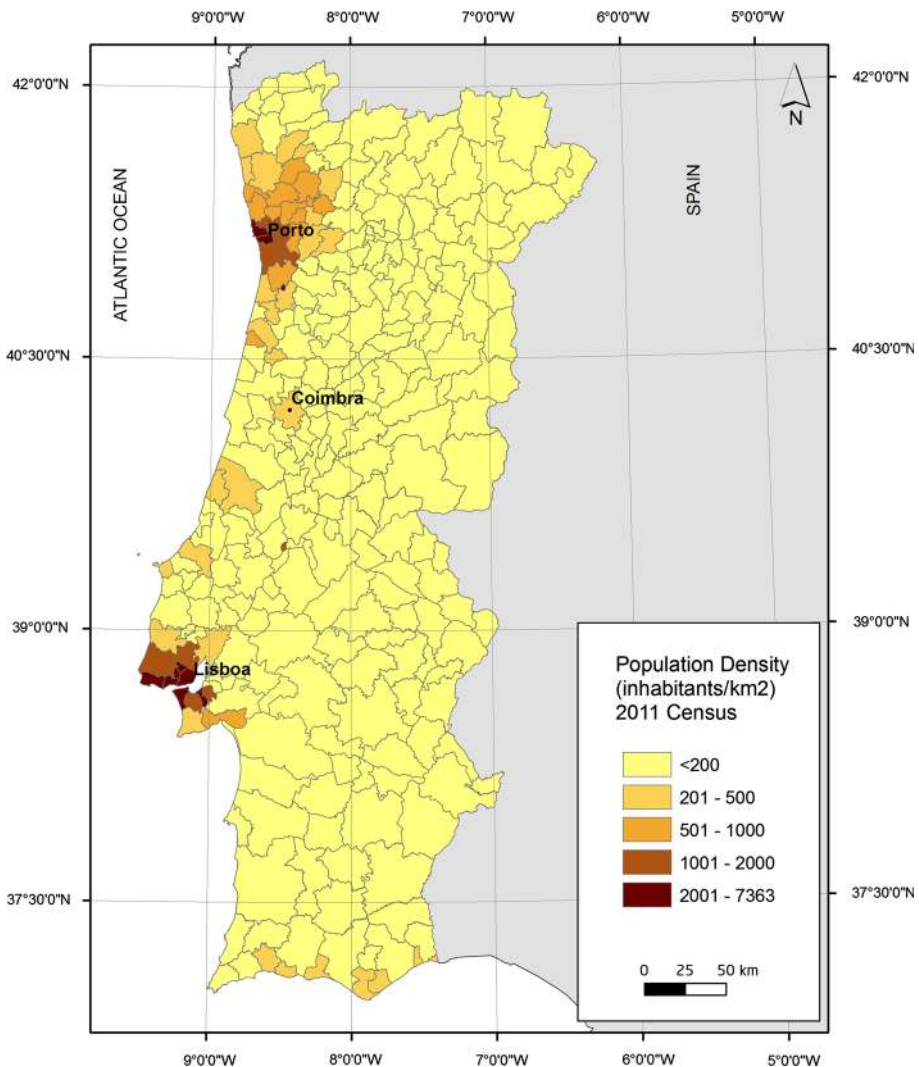 9°0'0"W 8°0'0"W 7°0'0"W 6°0'0"W 5°0'0"W
42°0'0"N 42°0'0"N
N
ATLANTIC OCEAN
SPAIN
Porto
40°30'0"N 40°30'0"N
Coimbra
39°0'0"N 39°0'0"N
Lisboa
Population Density
(inhabitants/km2)
2011 Census
<200
201 - 500
501 - 1000
1001 - 2000
2001 - 7363
37°30'0"N 37°30'0"N
0 25 50 km
9°0'0"W 8°0'0"W 7°0'0"W 6°0'0"W 5°0'0"W